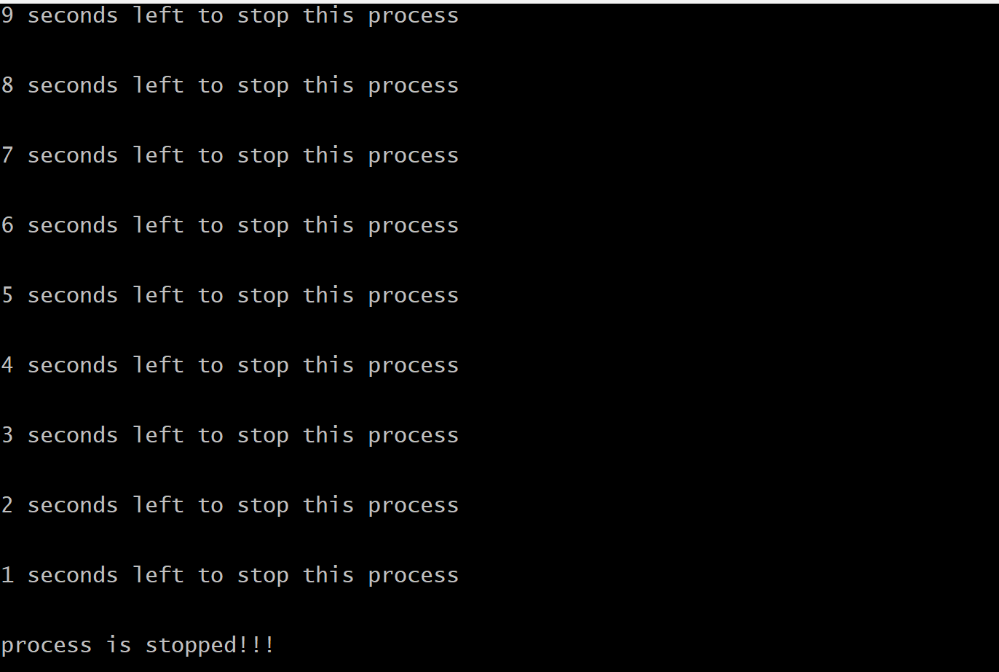 9 seconds left to stop this process
8 seconds left to stop this process
7 seconds left to stop this process
6 seconds left to stop this process
5 seconds left to stop this process
4 seconds left to stop this process
3 seconds left to stop this process
2 seconds left to stop this process
1 seconds left to stop this process
process is stopped!!!